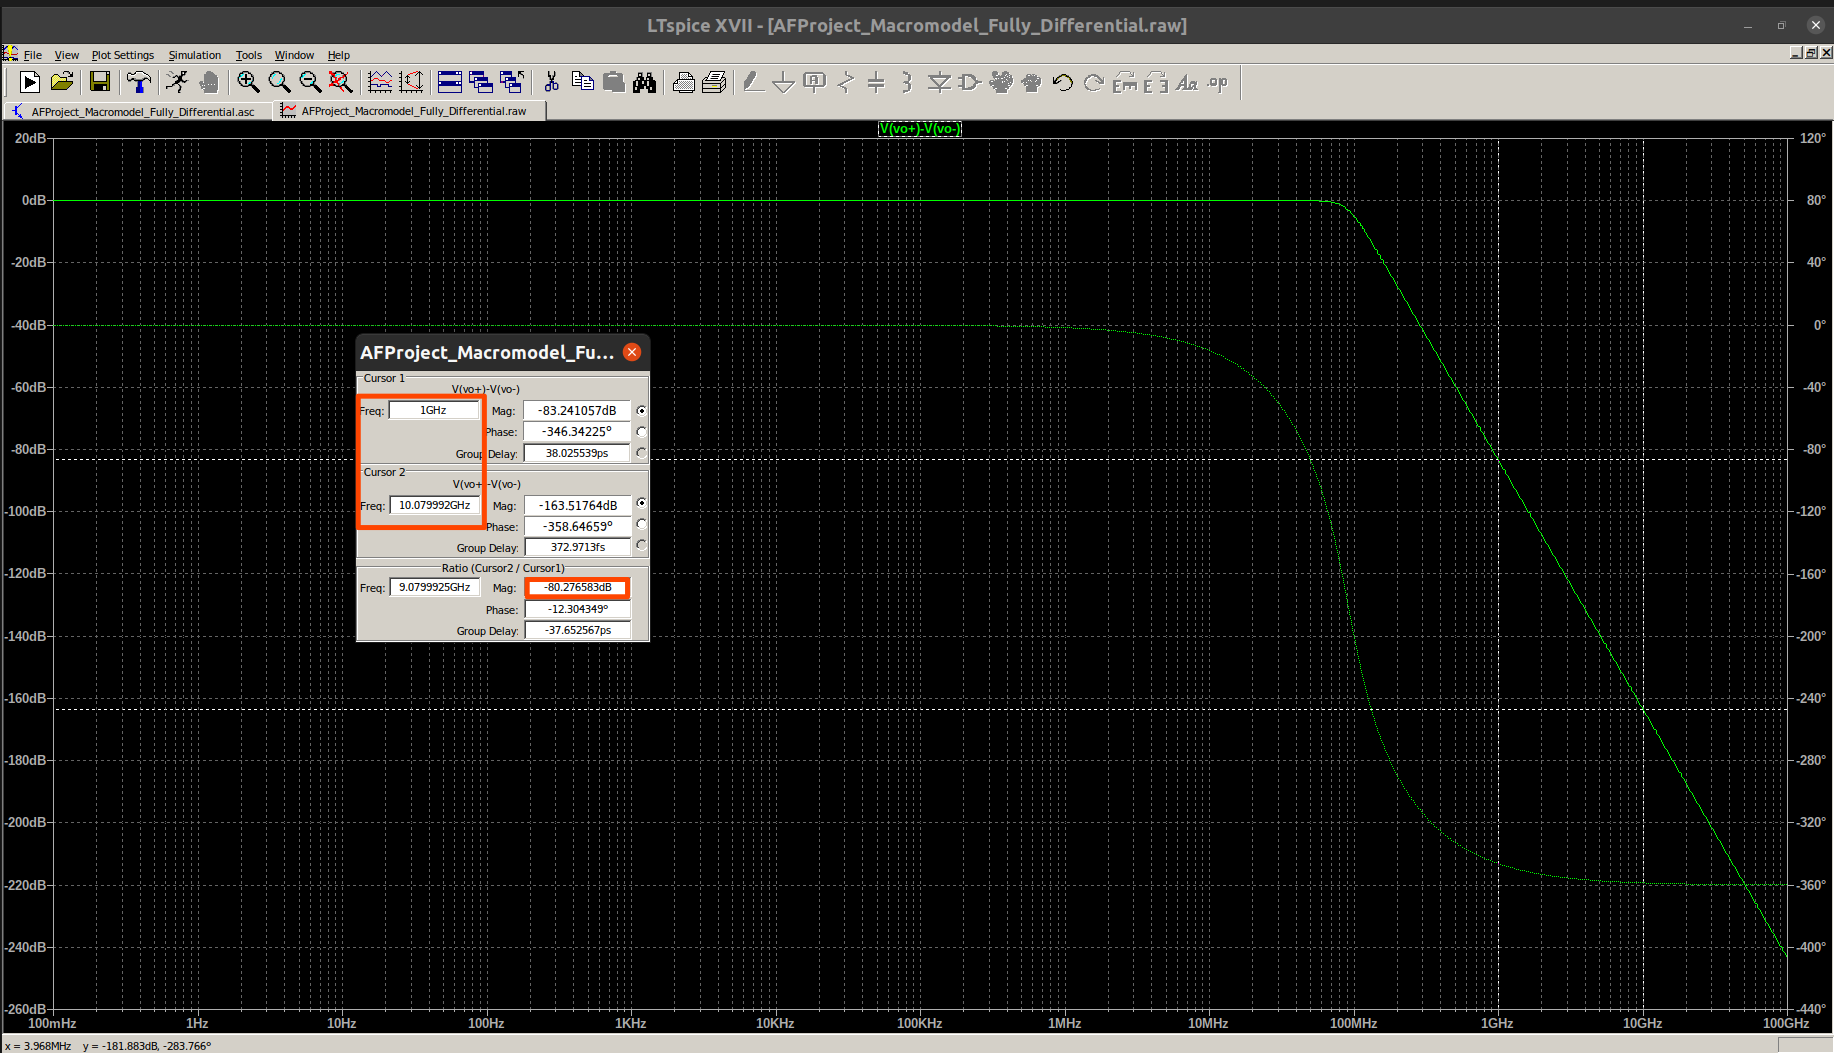 LTspice XVII - [AFProject_Macromodel_Fully_Differential.raw]
File View Plot Settings Simulation Tools Window Help
AFProject_Macromodel_Fully_Differential.asc AFProject_Macromodel_Fully_Differential.raw
V(vo+)-V(vo-)
20dB 120°
0dB 80°
-20dB 40°
-40dB 0°
-60dB -40°
-80dB -80°
-100dB -120°
-120dB -160°
-140dB -200°
-160dB -240°
-180dB -280°
-200dB -320°
-220dB -360°
-240dB -400°
-260dB -440°
100mHz 1Hz 10Hz 100Hz 1KHz 10KHz 100KHz 1MHz 10MHz 100MHz 1GHz 10GHz 100GHz
AFProject_Macromodel_Fu...
Cursor 1
V(vo+)-V(vo-)
Freq: 1GHz Mag: -83.241057dB
Phase: -346.34225°
Group Delay: 38.025539ps
Cursor 2
V(vo+)-V(vo-)
Freq: 10.079992GHz Mag: -163.51764dB
Phase: -358.64659°
Group Delay: 372.9713fs
Ratio (Cursor2 / Cursor1)
Freq: 9.0799925GHz Mag: -80.276583dB
Phase: -12.304349°
Group Delay: -37.652567ps
x = 3.968MHz y = -181.883dB, -283.766°